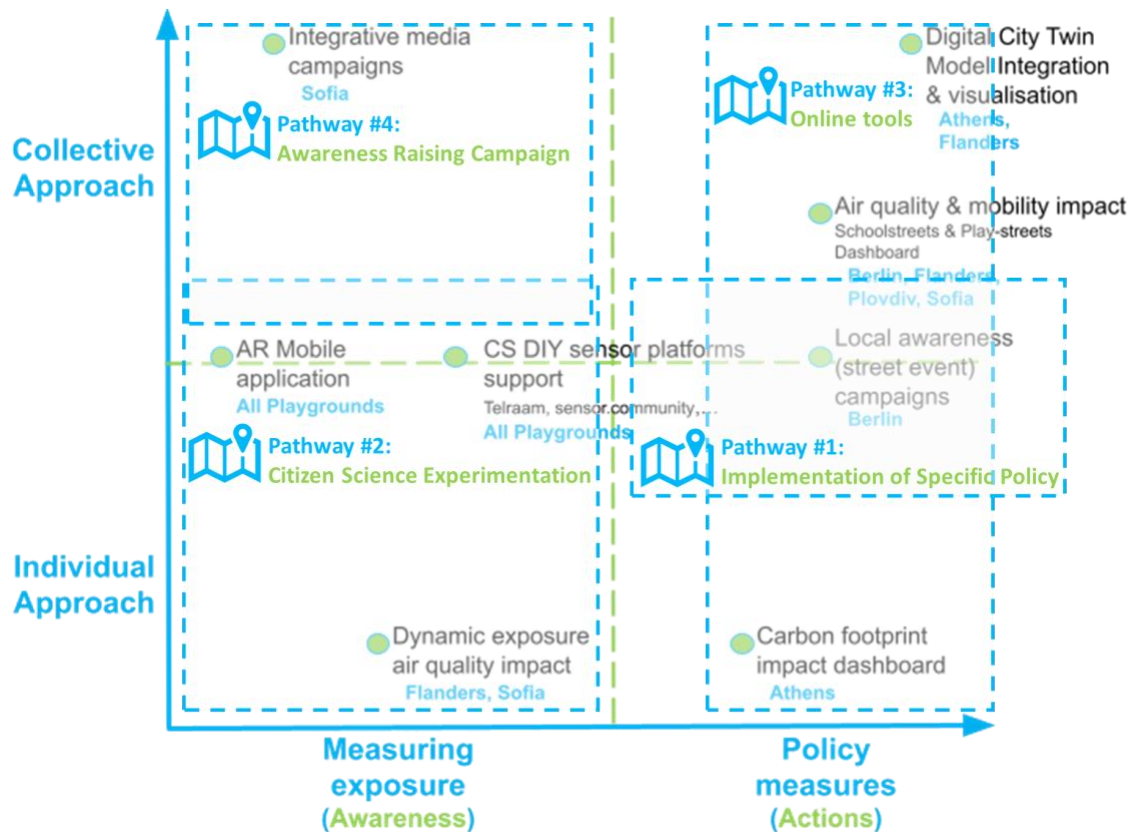 Integrative media
campaigns
Sofia
Pathway #4:
Awareness Raising Campaign
Digital City Twin
Model Integration
& visualisation
Athens,
Flanders
Pathway #3:
Online tools
Collective
Approach
Air quality & mobility impact
Schoolstreets & Play-streets
Dashboard
Berlin, Flanders,
Plovdiv, Sofia
AR Mobile
application
All Playgrounds
CS DIY sensor platforms
support
Telraam, sensor.community,...
All Playgrounds
Local awareness
(street event)
campaigns
Berlin
Pathway #2:
Citizen Science Experimentation
Pathway #1:
Implementation of Specific Policy
Individual
Approach
Dynamic exposure
air quality impact
Flanders, Sofia
Carbon footprint
impact dashboard
Athens
Measuring
exposure
(Awareness)
Policy
measures
(Actions)